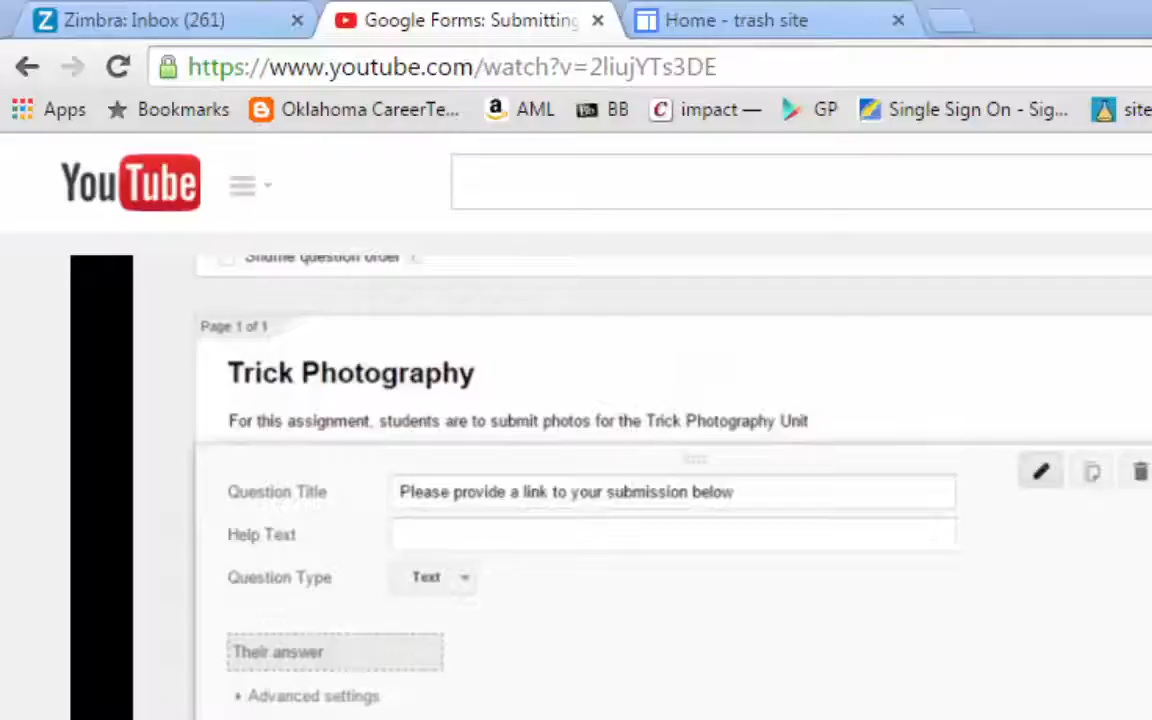 Zimbra: Inbox (261)
Google Forms: Submitting
Home - trash site
https://www.youtube.com/watch?v=2liujYTs3DE
Apps
Bookmarks
Oklahoma CareerTe...
AML
BB
impact —
GP
Single Sign On - Sig...
site
YouTube
Shuffle question order
Page 1 of 1
Trick Photography
For this assignment, students are to submit photos for the Trick Photography Unit
Question Title
Please provide a link to your submission below
Help Text
Question Type
Text
Their answer
Advanced settings